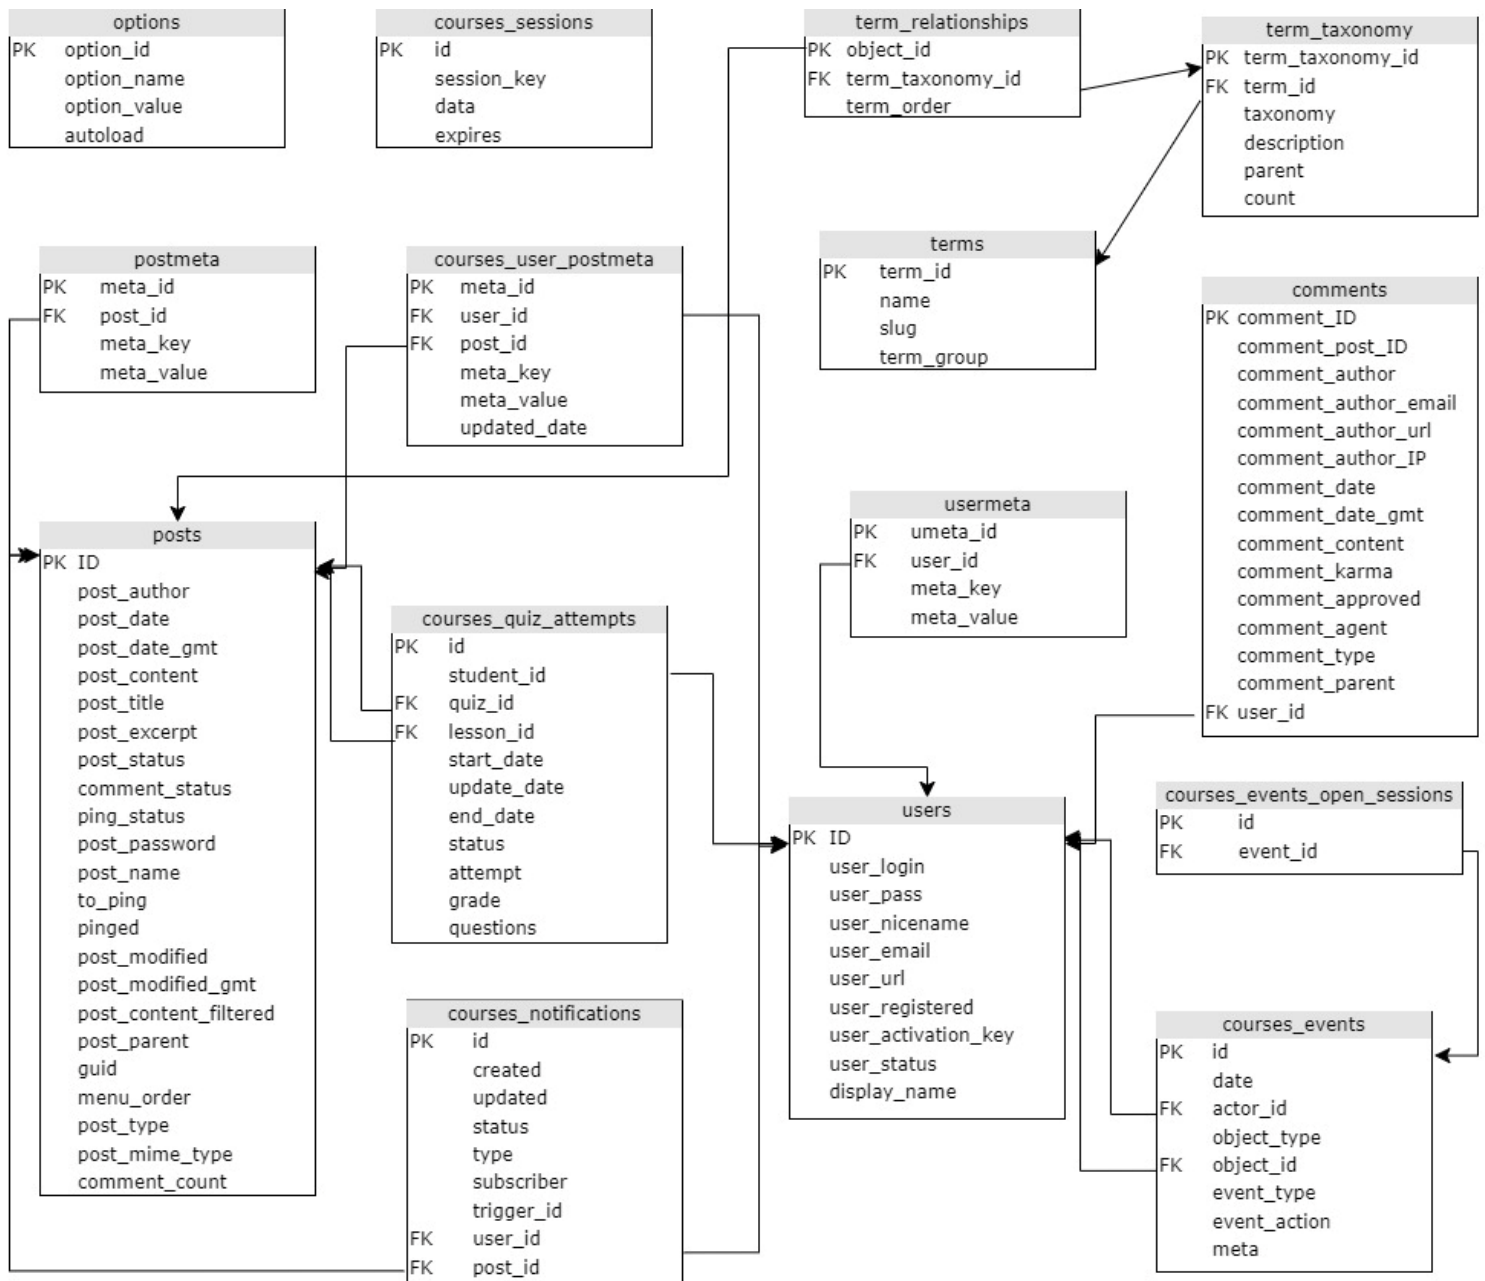 options
PK option_id
option_name
option_value
autoload
courses_sessions
PK id
session_key
data
expires
term_relationships
PK object_id
FK term_taxonomy_id
term_order
term_taxonomy
PK term_taxonomy_id
FK term_id
taxonomy
description
parent
count
postmeta
PK meta_id
FK post_id
meta_key
meta_value
courses_user_postmeta
PK meta_id
FK user_id
FK post_id
meta_key
meta_value
updated_date
terms
PK term_id
name
slug
term_group
comments
PK comment_ID
comment_post_ID
comment_author
comment_author_email
comment_author_url
comment_author_IP
comment_date
comment_date_gmt
comment_content
comment_karma
comment_approved
comment_agent
comment_type
comment_parent
FK user_id
posts
PK ID
post_author
post_date
post_date_gmt
post_content
post_title
post_excerpt
post_status
comment_status
ping_status
post_password
post_name
to_ping
pinged
post_modified
post_modified_gmt
post_content_filtered
post_parent
guid
menu_order
post_type
post_mime_type
comment_count
courses_quiz_attempts
PK id
student_id
FK quiz_id
FK lesson_id
start_date
update_date
end_date
status
attempt
grade
questions
usermeta
PK umeta_id
FK user_id
meta_key
meta_value
users
PK ID
user_login
user_pass
user_nicename
user_email
user_url
user_registered
user_activation_key
user_status
display_name
courses_events_open_sessions
PK id
FK event_id
courses_notifications
PK id
created
updated
status
type
subscriber
trigger_id
FK user_id
FK post_id
courses_events
PK id
date
FK actor_id
object_type
FK object_id
event_type
event_action
meta